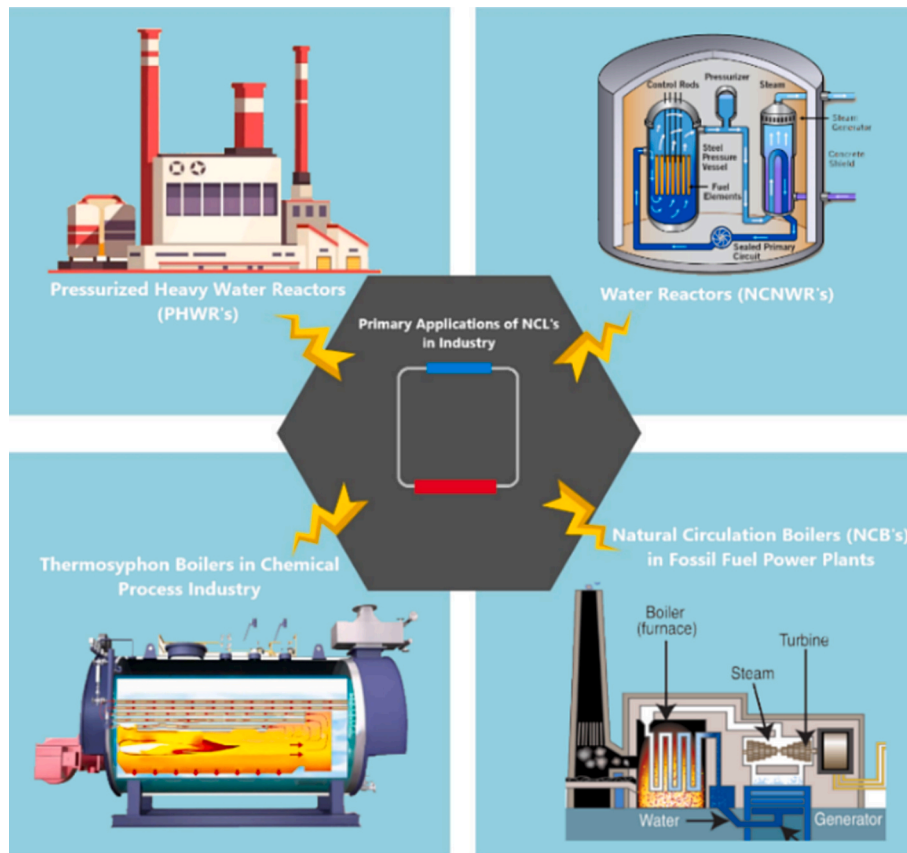 Pressurized Heavy Water Reactors
(PHWR's)
Control Rods
Pressurizer
Steam
Steam
Generator
Steel
Pressure
Vessel
Concrete
Shield
Fuel
Elements
Sealed Primary
Circuit
Water Reactors (NCNWR's)
Primary Applications of NCL's
in Industry
Thermosyphon Boilers in Chemical
Process Industry
Natural Circulation Boilers (NCB's)
in Fossil Fuel Power Plants
Boiler
(furnace)
Turbine
Steam
Water
Generator